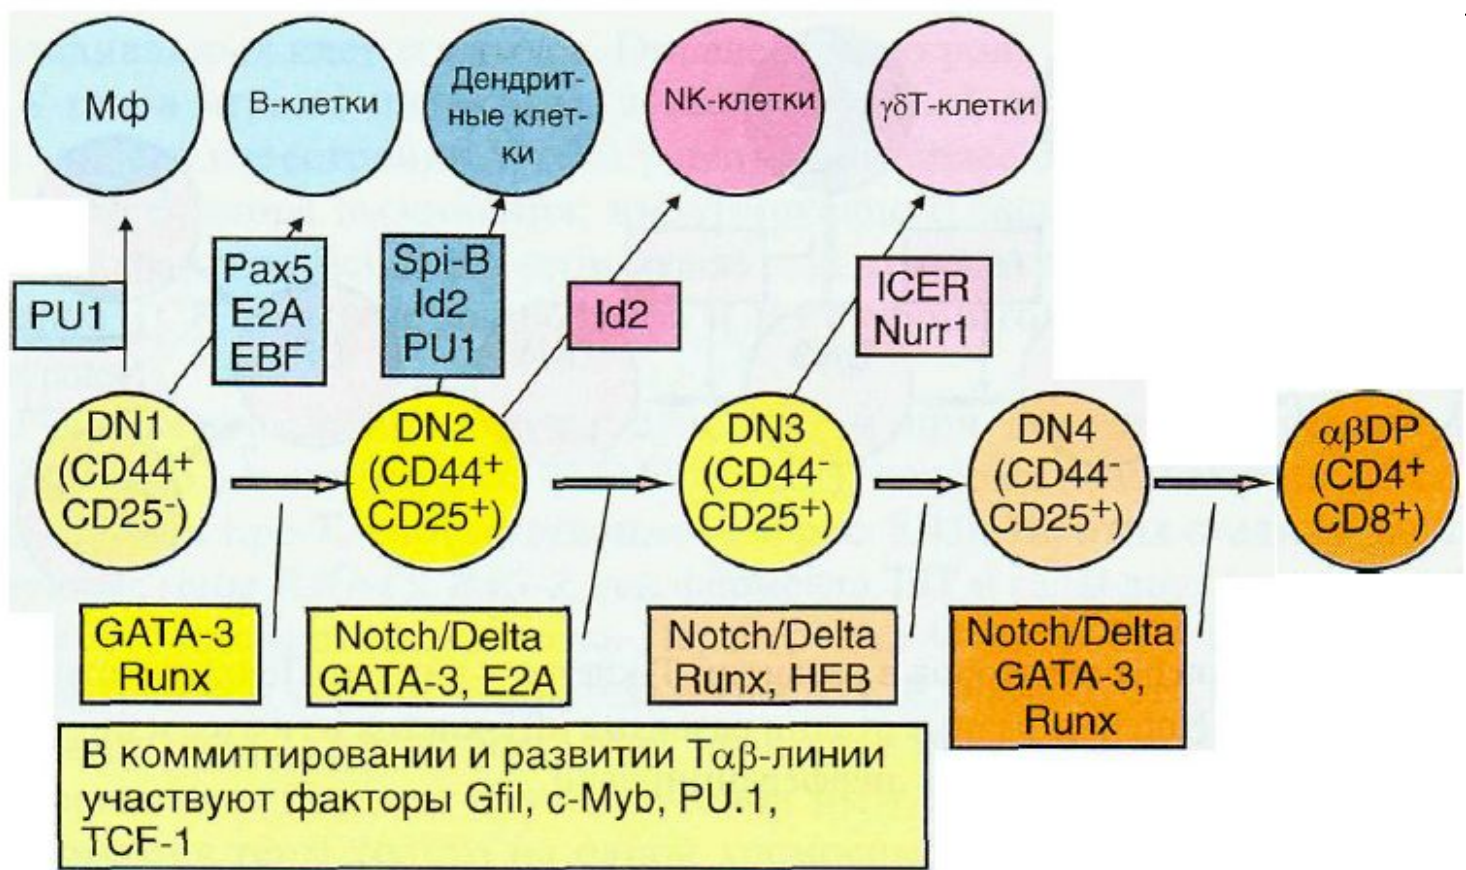 Мф
В-клетки
Дендрит-
ные клет-
ки
NK-клетки
γδТ-клетки
PU1
Pax5
E2A
EBF
Spi-B
Id2
PU1
Id2
ICER
Nurr1
DN1
(CD44⁺
CD25⁻)
DN2
(CD44⁺
CD25⁺)
DN3
(CD44⁻
CD25⁺)
DN4
(CD44⁻
CD25⁺)
αβDP
(CD4⁺
CD8⁺)
GATA-3
Runx
Notch/Delta
GATA-3, E2A
Notch/Delta
Runx, HEB
Notch/Delta
GATA-3,
Runx
В коммиттировании и развитии Тαβ-линии
участвуют факторы Gfil, c-Myb, PU.1,
TCF-1